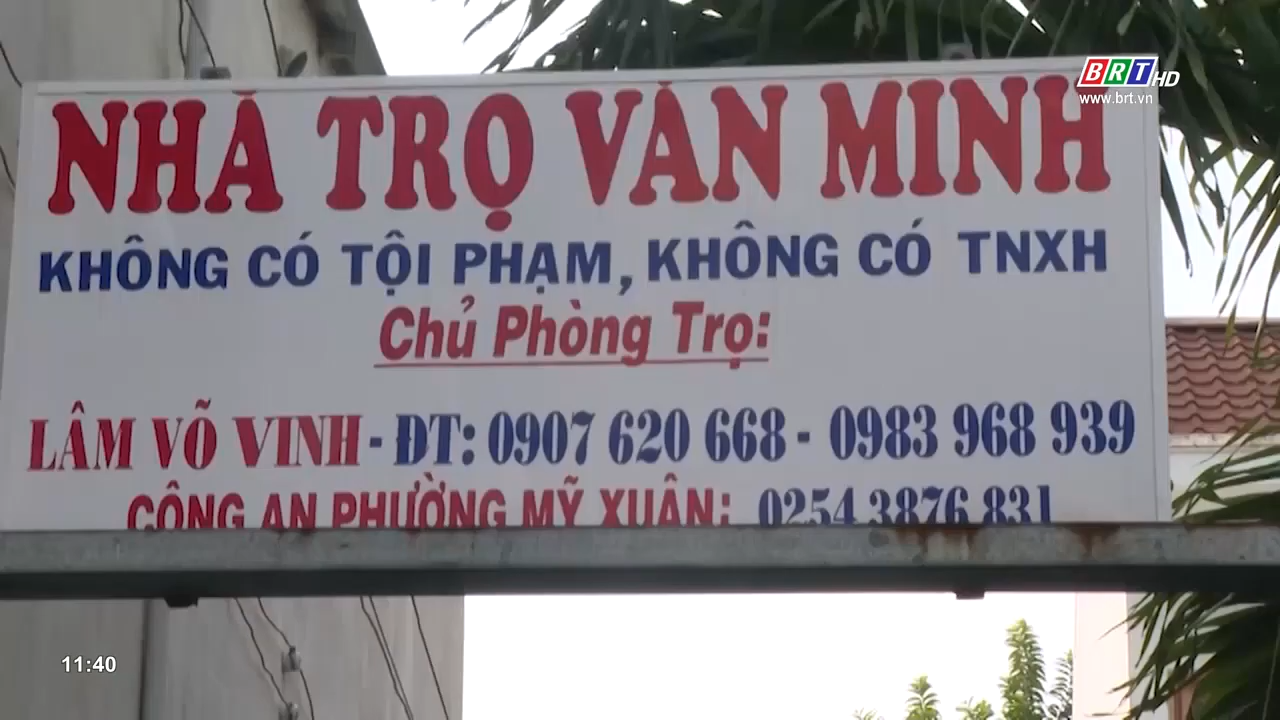 BRT HD
www.brt.vn
NHÀ TRỌ VĂN MINH
KHÔNG CÓ TỘI PHẠM, KHÔNG CÓ TNXH
Chủ Phòng Trọ:
LÂM VÕ VINH - ĐT: 0907 620 668 - 0983 968 939
CÔNG AN PHƯỜNG MỸ XUÂN: 0254 3876 831
11:40